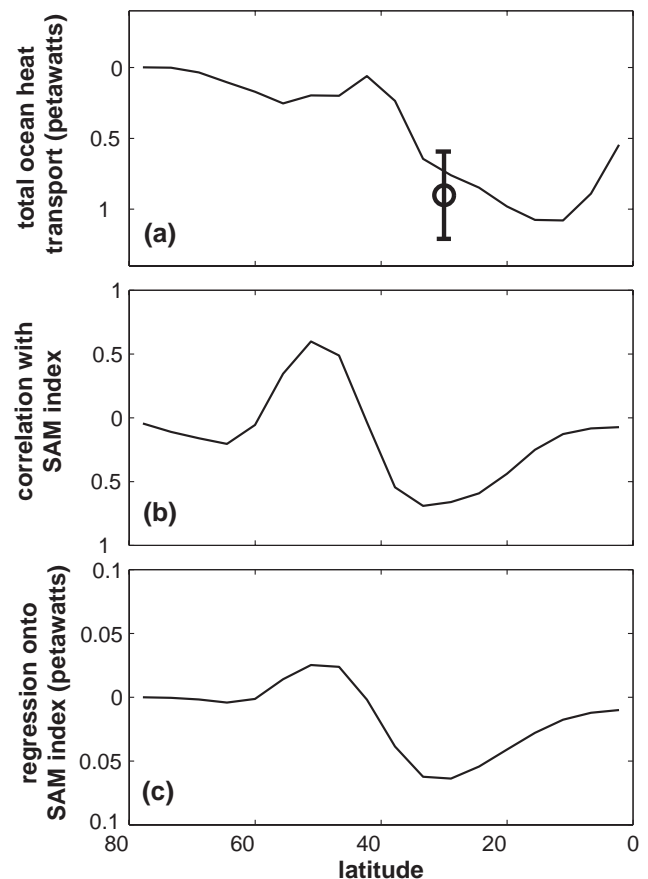 total ocean heat
transport (petawatts)
0
0.5
1
(a)
correlation with
SAM index
1
0.5
0
0.5
1
(b)
regression onto
SAM index (petawatts)
0.1
0.05
0
0.05
0.1
(c)
80 60 40 20 0
latitude